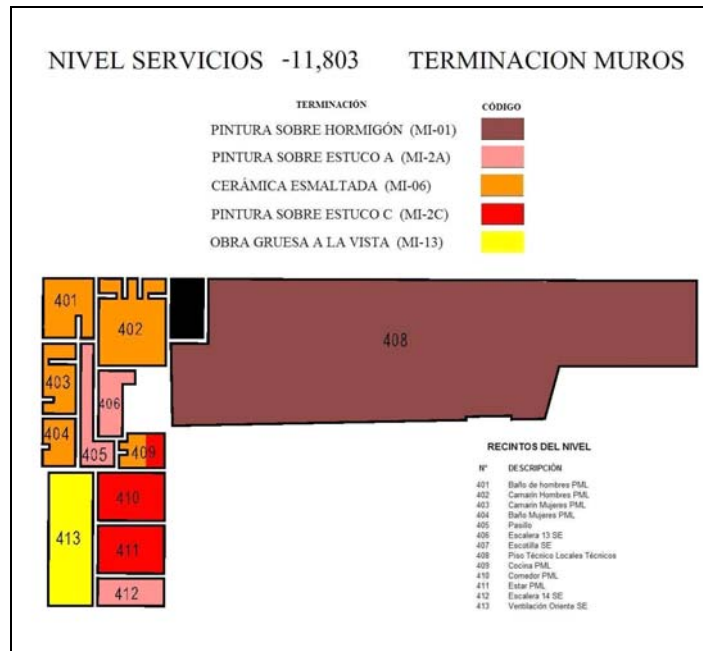 NIVEL SERVICIOS -11,803 TERMINACION MUROS
TERMINACIÓN CÓDIGO
PINTURA SOBRE HORMIGÓN (MI-01)
PINTURA SOBRE ESTUCO A (MI-2A)
CERÁMICA ESMALTADA (MI-06)
PINTURA SOBRE ESTUCO C (MI-2C)
OBRA GRUESA A LA VISTA (MI-13)
401
402
408
403
406
404
405
409
410
413
411
412
RECINTOS DEL NIVEL
Nº DESCRIPCIÓN
401 Baño de hombres PML
402 Camarín Hombres PML
403 Camarín Mujeres PML
404 Baño Mujeres PML
405 Pasillo
406 Escalera 13 SE
407 Escotilla SE
408 Piso Técnico Locales Técnicos
409 Cocina PML
410 Comedor PML
411 Estar PML
412 Escalera 14 SE
413 Ventilación Oriente SE